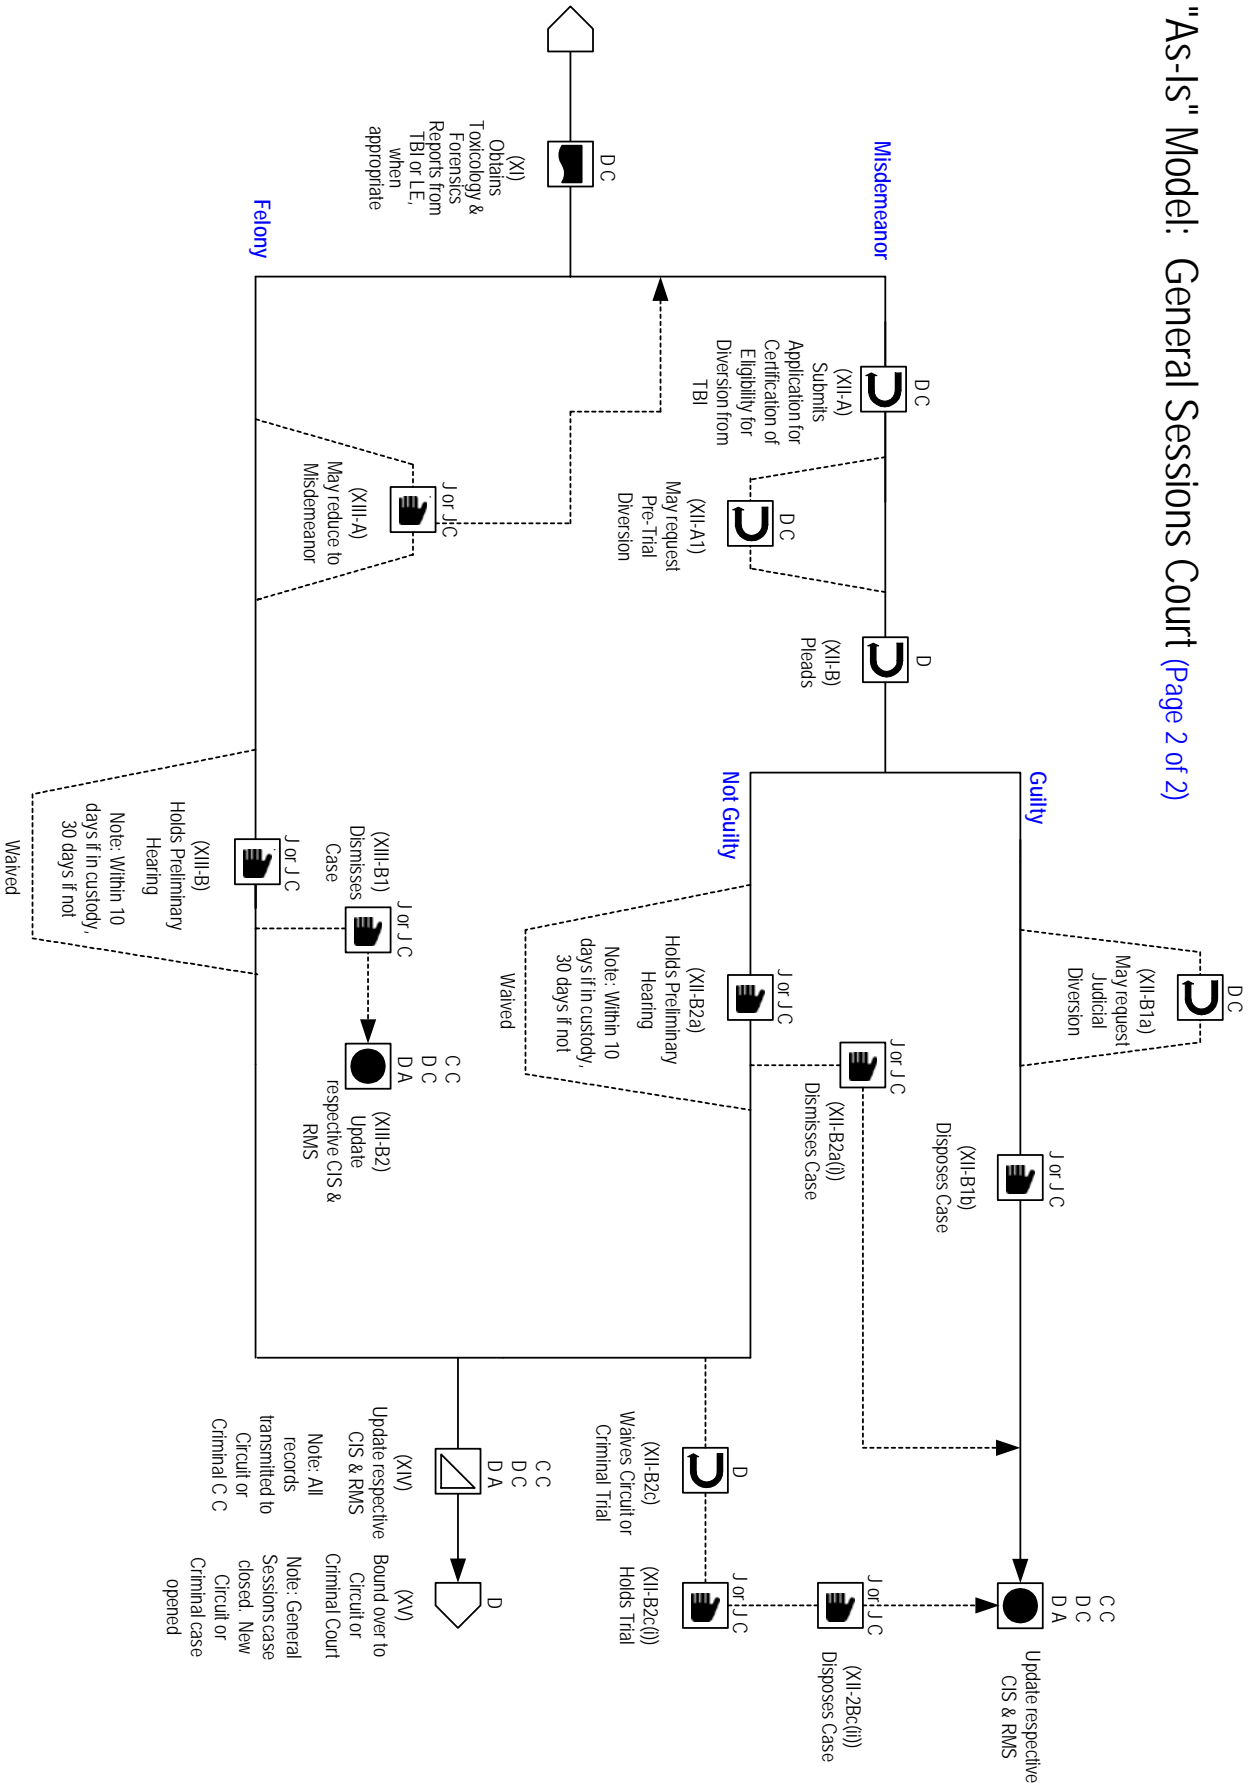 "As-Is" Model: General Sessions Court (Page 2 of 2)
D C
(XI)
Obtains
Toxicology &
Forensics
Reports from
TBI or LE,
when
appropriate
Misdemeanor
D C
(XII-A)
Submits
Application for
Certification of
Eligibility for
Diversion from
TBI
D C
(XII-A1)
May request
Pre-Trial
Diversion
D
(XII-B)
Pleads
Guilty
D C
(XII-B1a)
May request
Judicial
Diversion
J or J C
(XII-B1b)
Disposes Case
C C
D C
D A
Update respective
CIS & RMS
Not Guilty
J or J C
(XII-B2a)
Holds Preliminary
Hearing
Note: Within 10
days if in custody,
30 days if not
Waived
J or J C
(XII-B2a(i))
Dismisses Case
D
(XII-B2c)
Waives Circuit or
Criminal Trial
J or J C
(XII-B2c(i))
Holds Trial
J or J C
(XII-2Bc(ii))
Disposes Case
Felony
J or J C
(XIII-A)
May reduce to
Misdemeanor
J or J C
(XIII-B)
Holds Preliminary
Hearing
Note: Within 10
days if in custody,
30 days if not
Waived
J or J C
(XIII-B1)
Dismisses
Case
C C
D C
D A
(XIII-B2)
Update
respective CIS &
RMS
C C
D C
D A
(XIV)
Update respective
CIS & RMS
Note: All
records
transmitted to
Circuit or
Criminal C C
D
(XV)
Bound over to
Circuit or
Criminal Court
Note: General
Sessions case
closed. New
Circuit or
Criminal case
opened